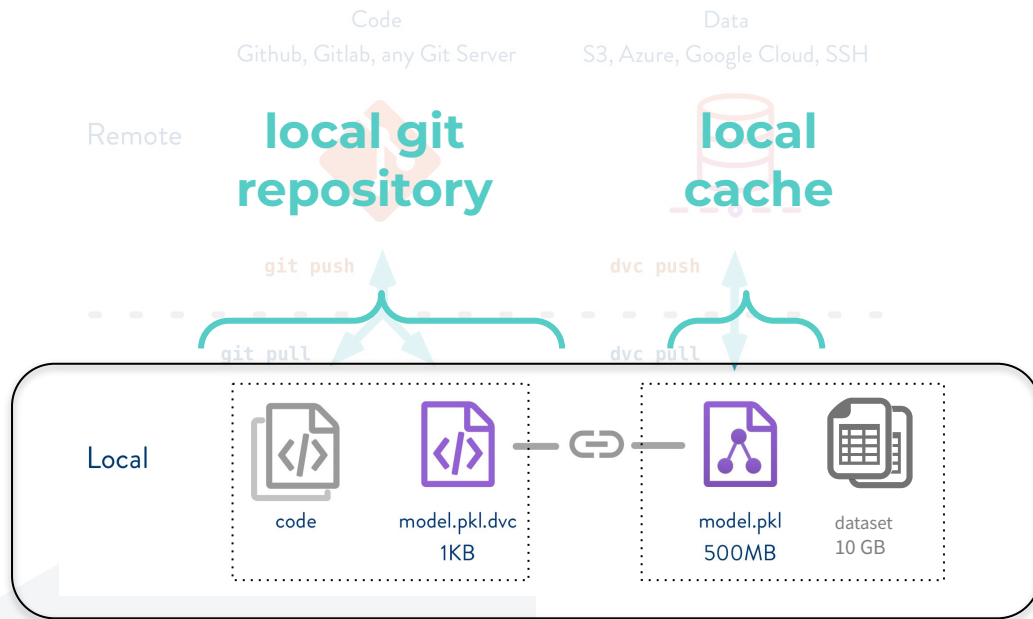 Code
Data
Github, Gitlab, any Git Server
S3, Azure, Google Cloud, SSH
Remote
local git
repository
local
cache
git push
dvc push
git pull
dvc pull
Local
code
model.pkl.dvc
1KB
model.pkl
500MB
dataset
10 GB